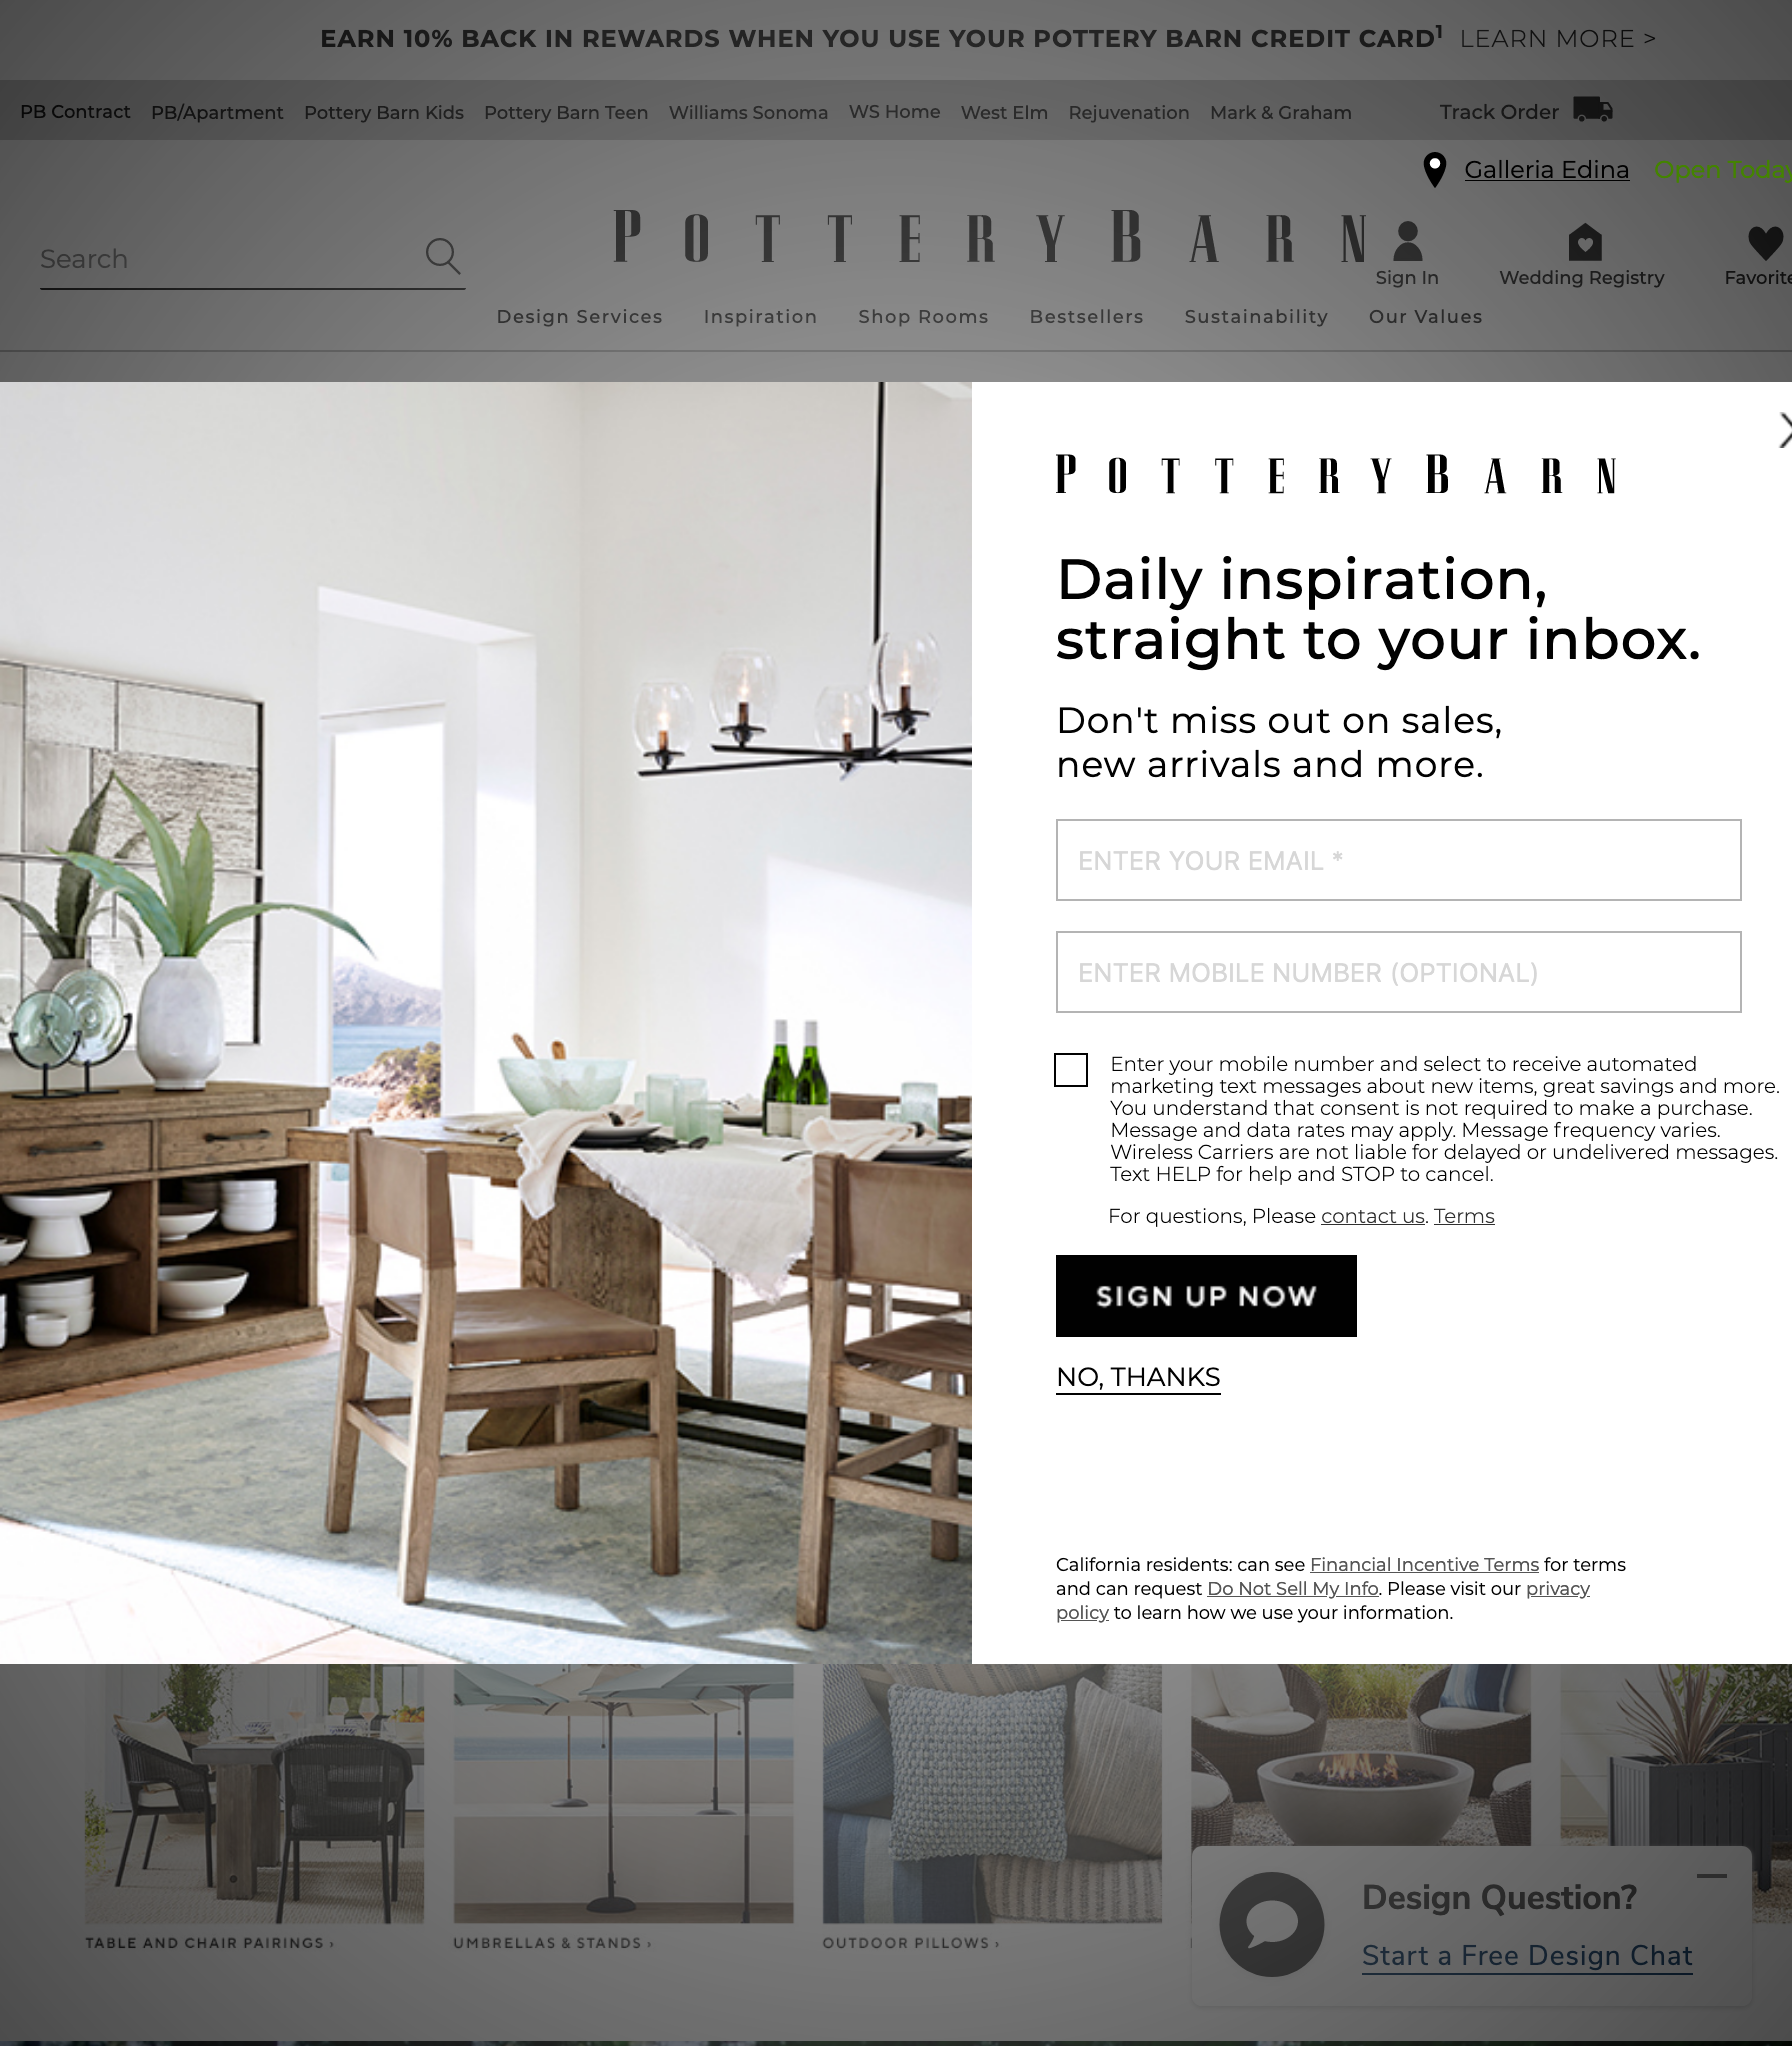 EARN 10% BACK IN REWARDS WHEN YOU USE YOUR POTTERY BARN CREDIT CARD¹ LEARN MORE >
PB Contract PB/Apartment Pottery Barn Kids Pottery Barn Teen Williams Sonoma WS Home West Elm Rejuvenation Mark & Graham Track Order
Galleria Edina Open Today
Search
POTTERY BARN
Sign In Wedding Registry Favorite
Design Services Inspiration Shop Rooms Bestsellers Sustainability Our Values
X
POTTERY BARN
Daily inspiration,
straight to your inbox.
Don't miss out on sales,
new arrivals and more.
ENTER YOUR EMAIL *
ENTER MOBILE NUMBER (OPTIONAL)
Enter your mobile number and select to receive automated
marketing text messages about new items, great savings and more.
You understand that consent is not required to make a purchase.
Message and data rates may apply. Message frequency varies.
Wireless Carriers are not liable for delayed or undelivered messages.
Text HELP for help and STOP to cancel.
For questions, Please contact us. Terms
SIGN UP NOW
NO, THANKS
California residents: can see Financial Incentive Terms for terms
and can request Do Not Sell My Info. Please visit our privacy
policy to learn how we use your information.
TABLE AND CHAIR PAIRINGS ›
UMBRELLAS & STANDS ›
OUTDOOR PILLOWS ›
Design Question?
Start a Free Design Chat